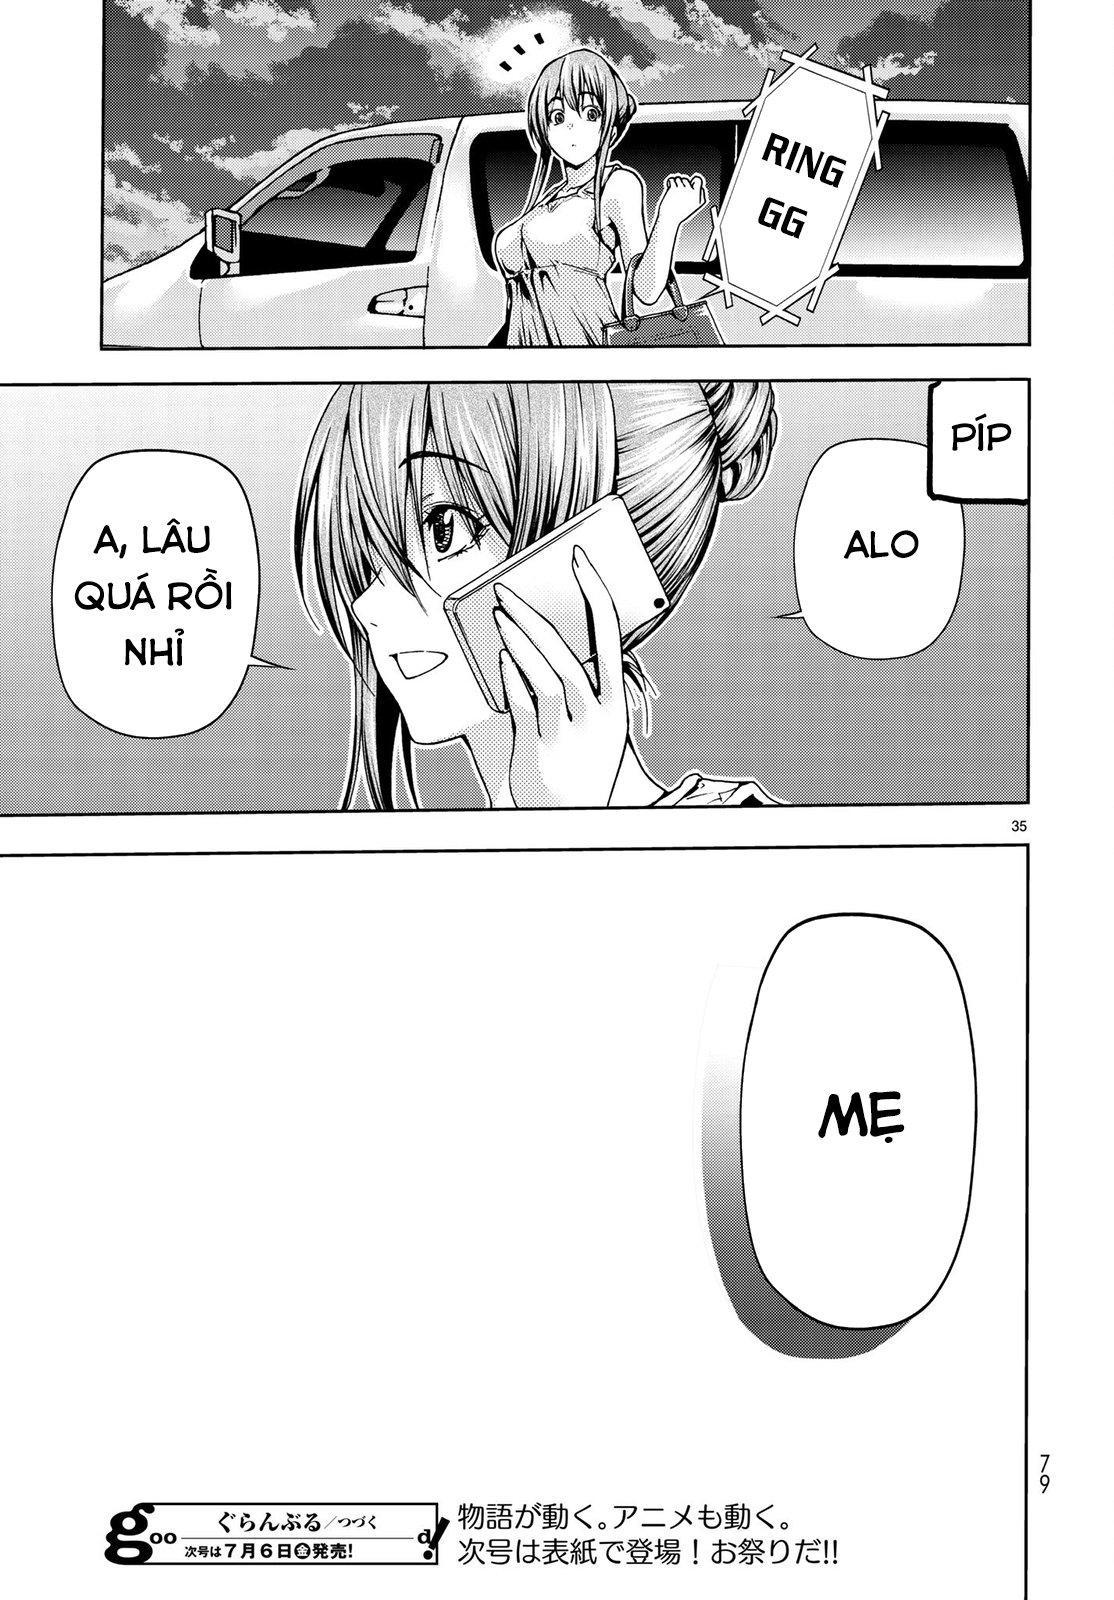 RING
GG
PÍP
ALO
A, LÂU
QUÁ RỒI
NHỈ
35
MẸ
79
物語が動く。アニメも動く。
次号は表紙で登場！お祭りだ!!
good!
ぐらんぶる／つづく
次号は7月6日㊎発売！